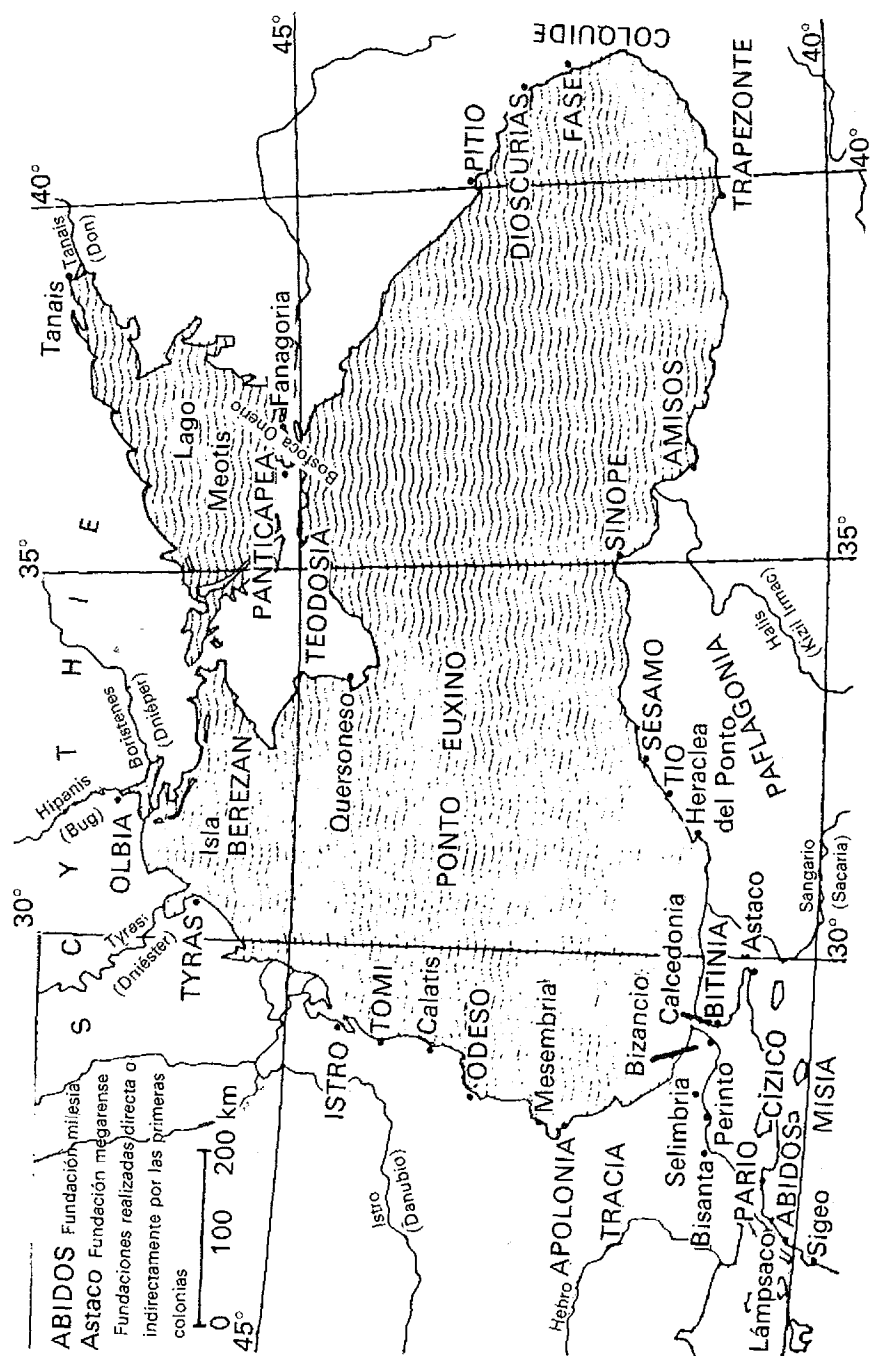 ABIDOS Fundación milesia
Astaco Fundación megarense
Fundaciones realizadas directa o
indirectamente por las primeras
colonias
0 100 200 km
45°
30°
35°
40°
45°
40°
40°
35°
30°
S C Y T H I E
Tyras
(Dniéster)
Hipanis
(Bug)
Boristenes
(Dniéper)
Tanais
Tanais
(Don)
TYRAS
OLBIA
Isla
BEREZAN
Lago
Meotis
PANTICAPEA
Fanagoria
TEODOSIA
Quersoneso
PITIO
DIOSCURIAS
FASE
COLQUIDE
Istro
(Danubio)
ISTRO
TOMI
Calatis
ODESO
Mesembria
PONTO EUXINO
Hebro
APOLONIA
TRACIA
Bizancio
Calcedonia
Selimbria
BITINIA
Bisanta
Perinto
Astaco
SINOPE
AMISOS
TRAPEZONTE
SESAMO
TIO
Heraclea
del Ponto
PAFLAGONIA
Halis
(Kizil Irmac)
Sangario
(Sacaria)
PARIO
CIZICO
Lámpsaco
ABIDOS
MISIA
Sigeo